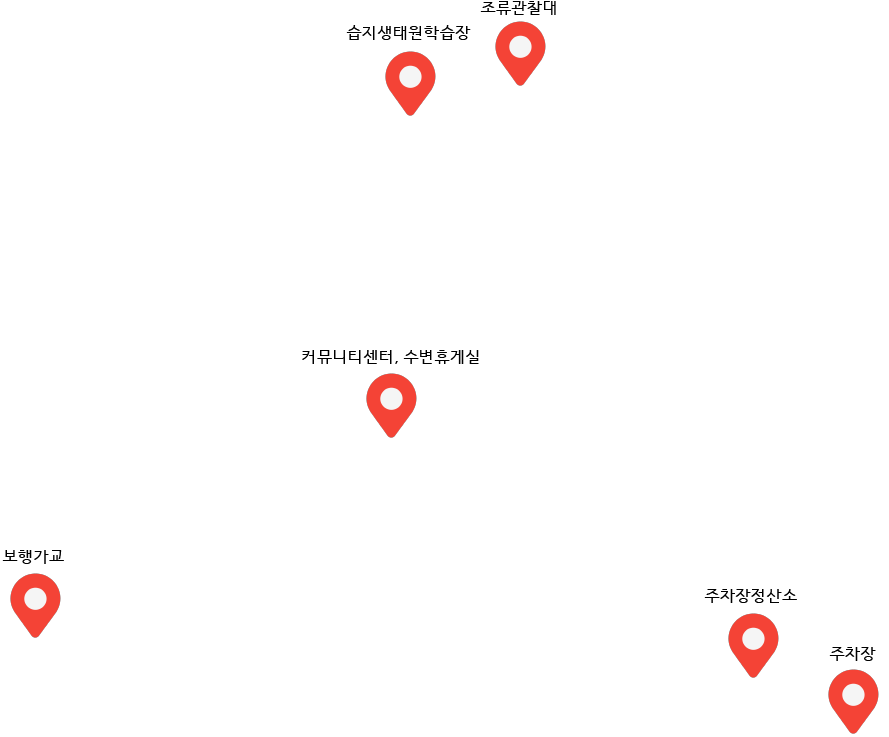 조류관찰대
습지생태원학습장
커뮤니티센터, 수변휴게실
보행가교
주차장정산소
주차장